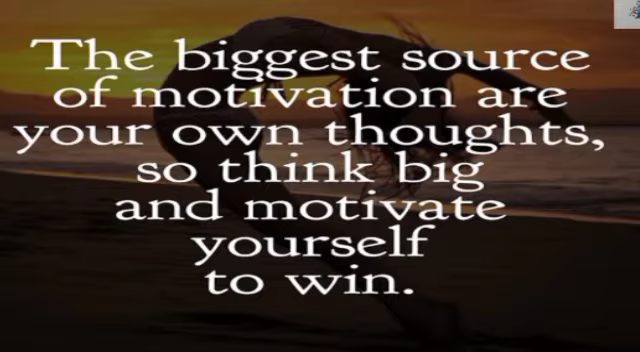 The biggest source
of motivation are
your own thoughts,
so think big
and motivate
yourself
to win.